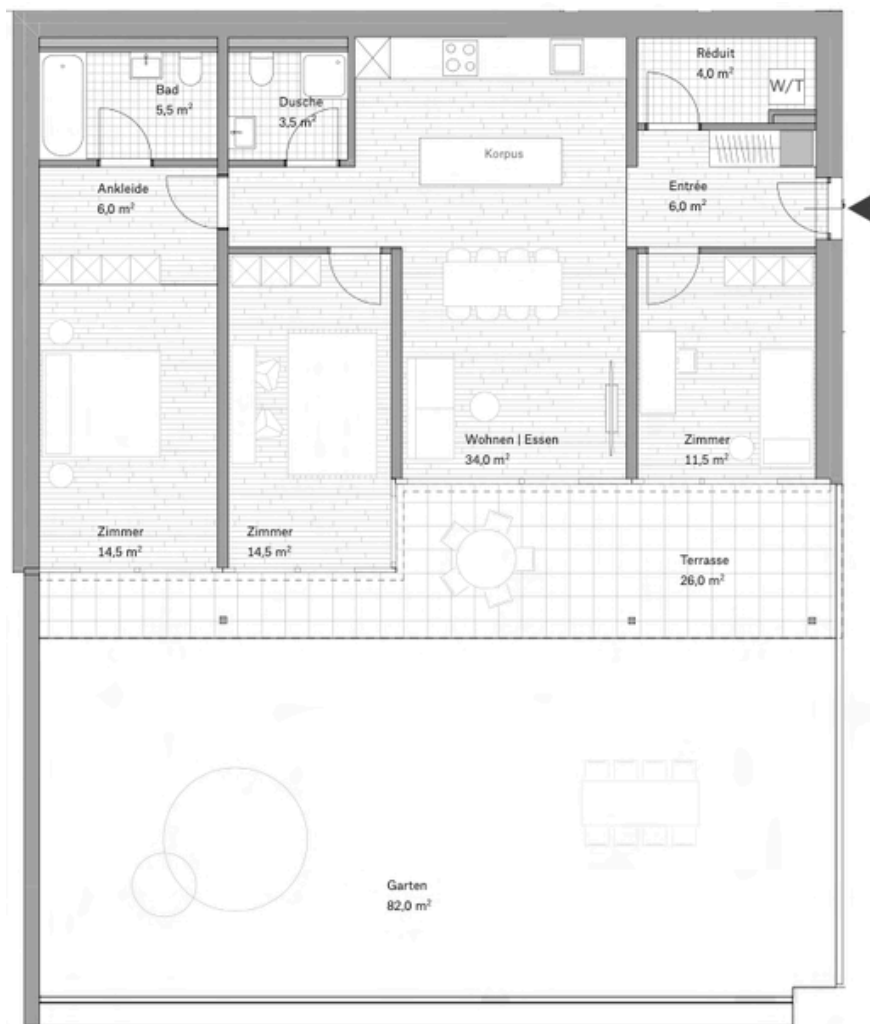 Réduit
4,0 m²
W/T
Bad
5,5 m²
Dusche
3,5 m²
Korpus
Ankleide
6,0 m²
Entrée
6,0 m²
Wohnen | Essen
34,0 m²
Zimmer
11,5 m²
Zimmer
14,5 m²
Zimmer
14,5 m²
Terrasse
26,0 m²
Garten
82,0 m²